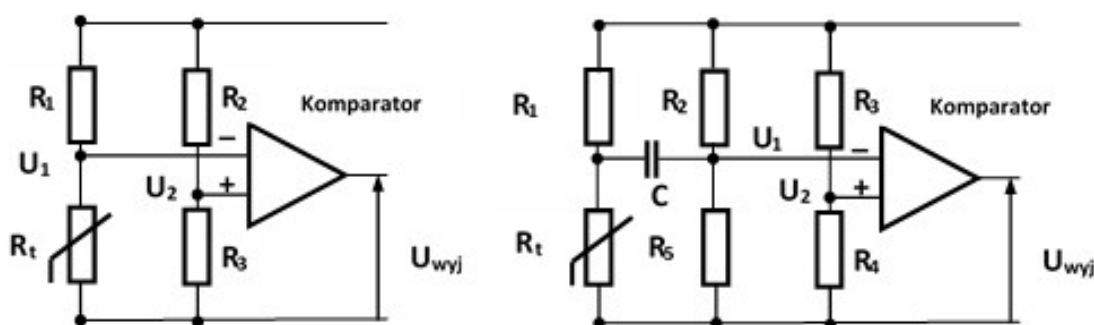 R1
R2
Komparator
U1
−
U2
+
Rt
R3
Uwyj
R1
R2
R3
Komparator
U1
−
C
U2
+
Rt
R5
R4
Uwyj